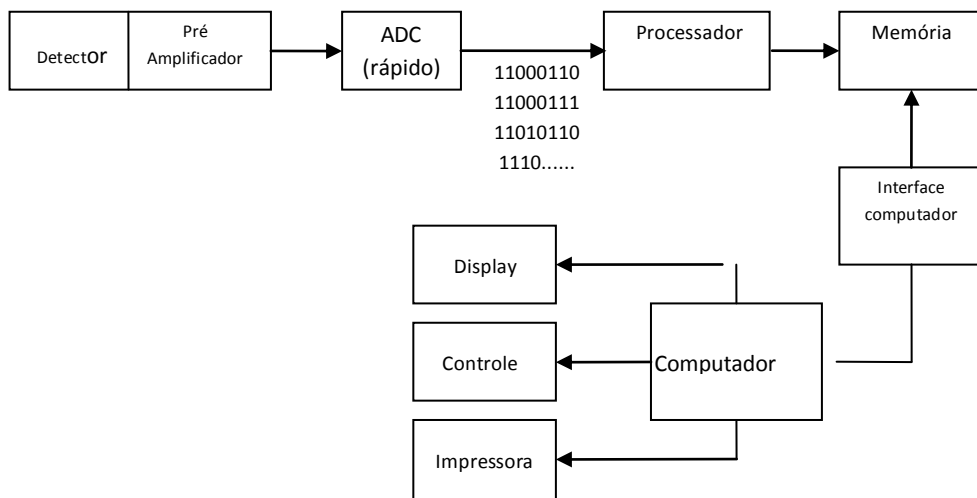 Detector
Pré
Amplificador
ADC
(rápido)
11000110
11000111
11010110
1110......
Processador
Memória
Interface
computador
Display
Controle
Computador
Impressora